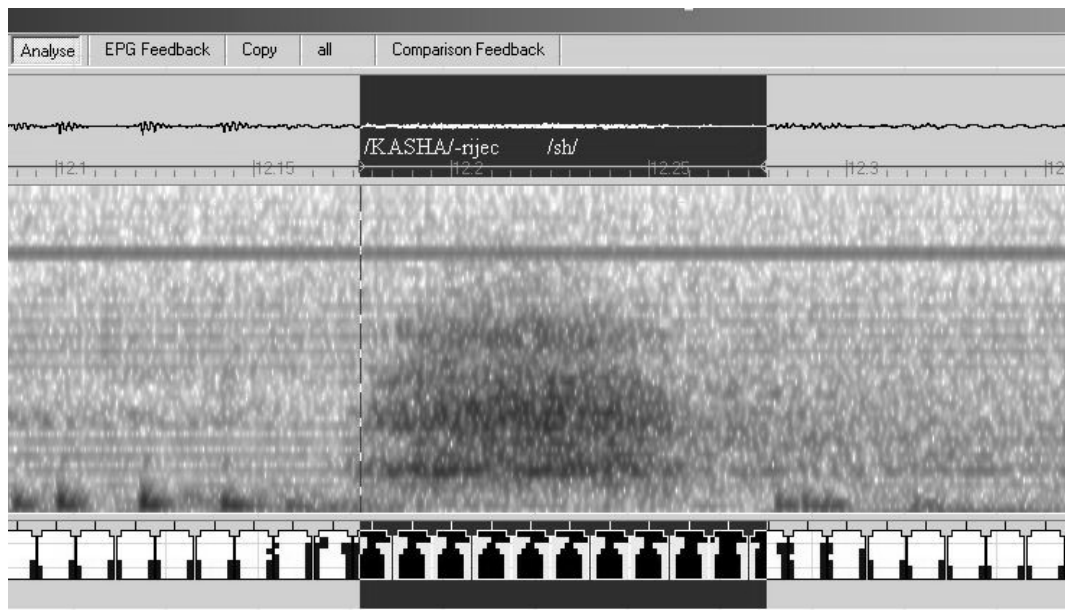 Analyse EPG Feedback Copy all Comparison Feedback
/KASHA/-rijec /sh/
12.1 12.15 12.2 12.25 12.3 12